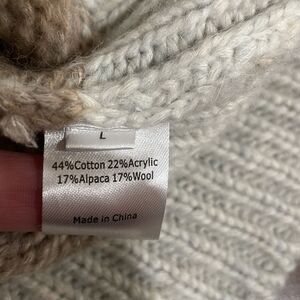 L
44%Cotton 22%Acrylic
17%Alpaca 17%Wool
Made in China